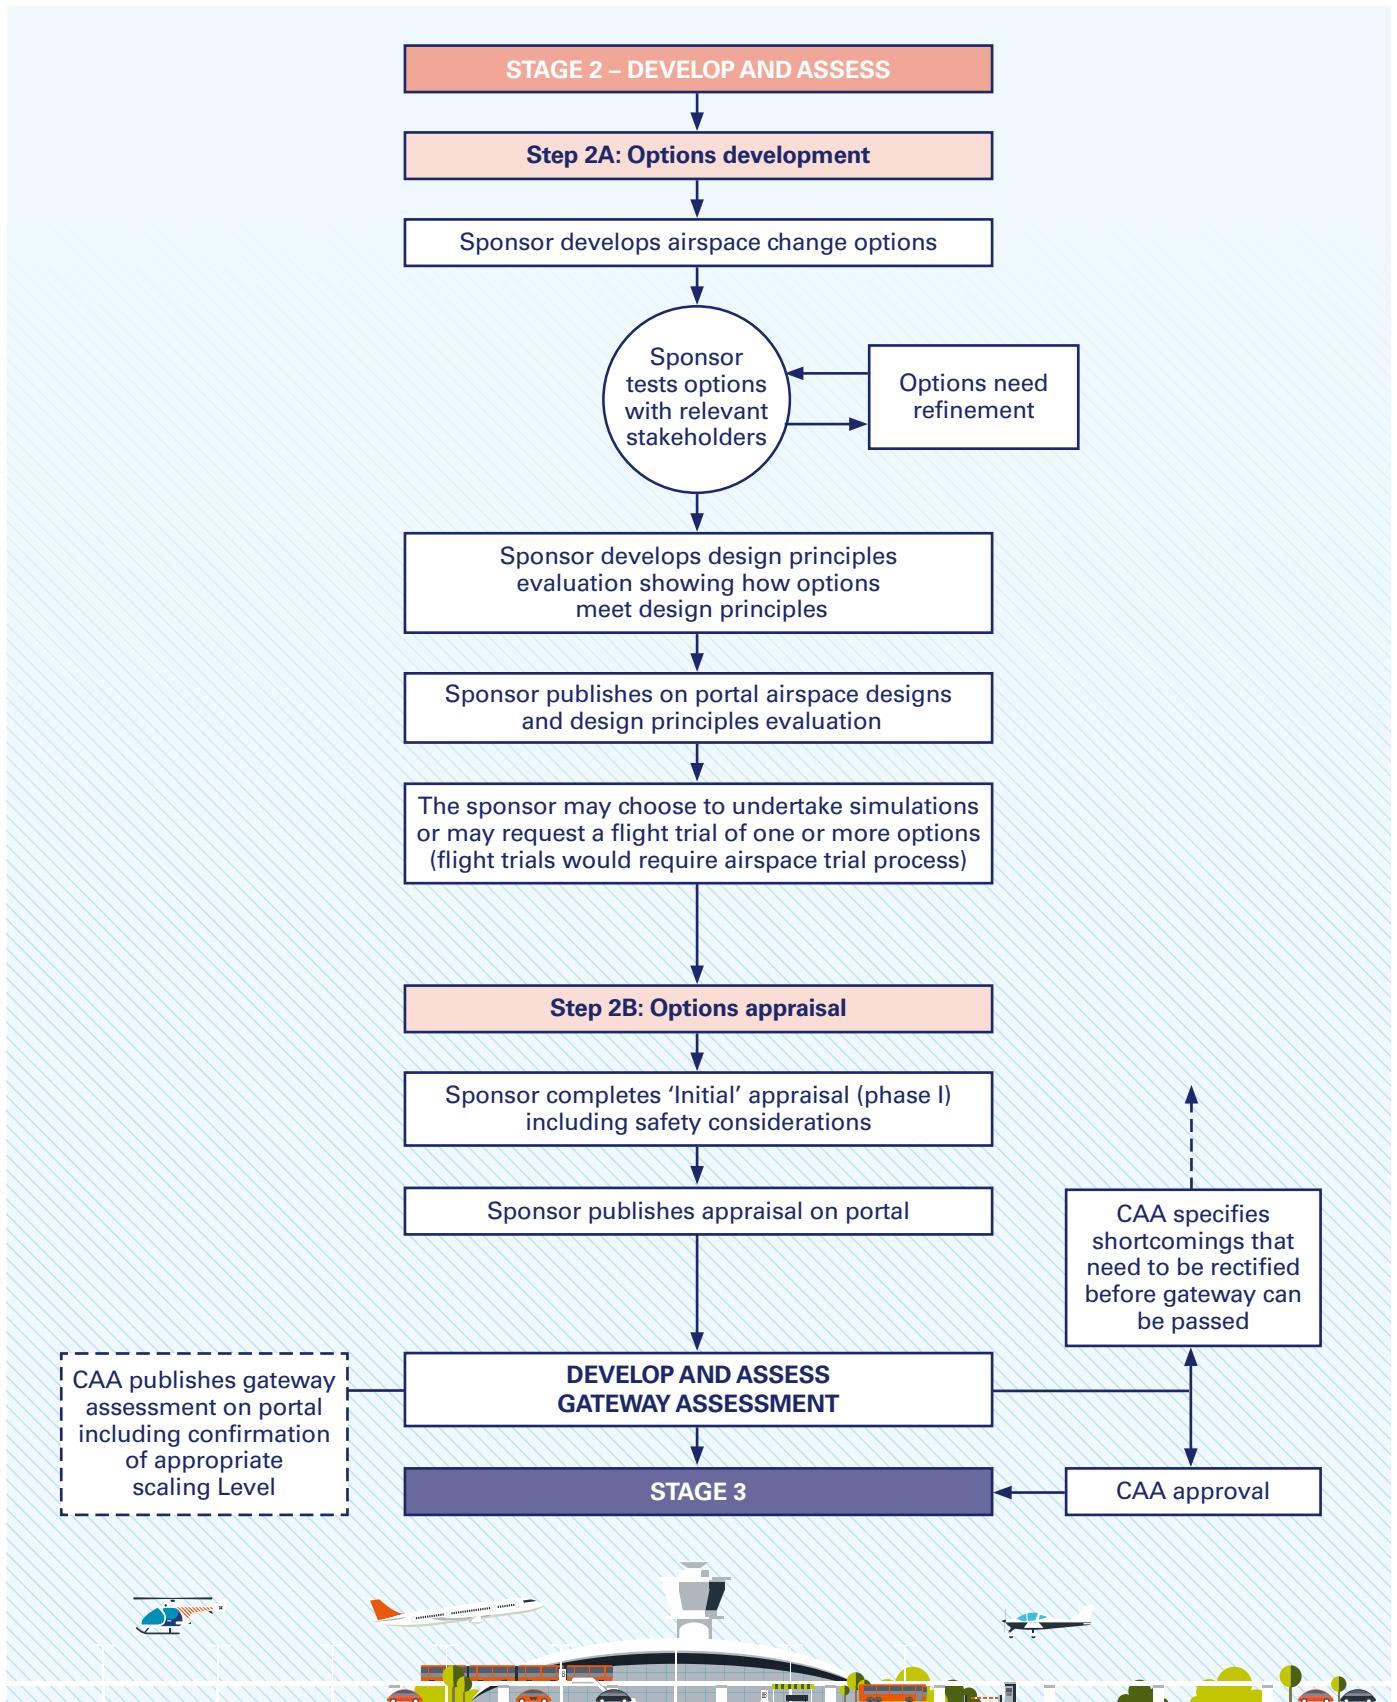 STAGE 2 – DEVELOP AND ASSESS
Step 2A: Options development
Sponsor develops airspace change options
Sponsor
tests options
with relevant
stakeholders
Options need
refinement
Sponsor develops design principles
evaluation showing how options
meet design principles
Sponsor publishes on portal airspace designs
and design principles evaluation
The sponsor may choose to undertake simulations
or may request a flight trial of one or more options
(flight trials would require airspace trial process)
Step 2B: Options appraisal
Sponsor completes ‘Initial’ appraisal (phase I)
including safety considerations
Sponsor publishes appraisal on portal
CAA specifies
shortcomings that
need to be rectified
before gateway can
be passed
CAA publishes gateway
assessment on portal
including confirmation
of appropriate
scaling Level
DEVELOP AND ASSESS
GATEWAY ASSESSMENT
STAGE 3
CAA approval